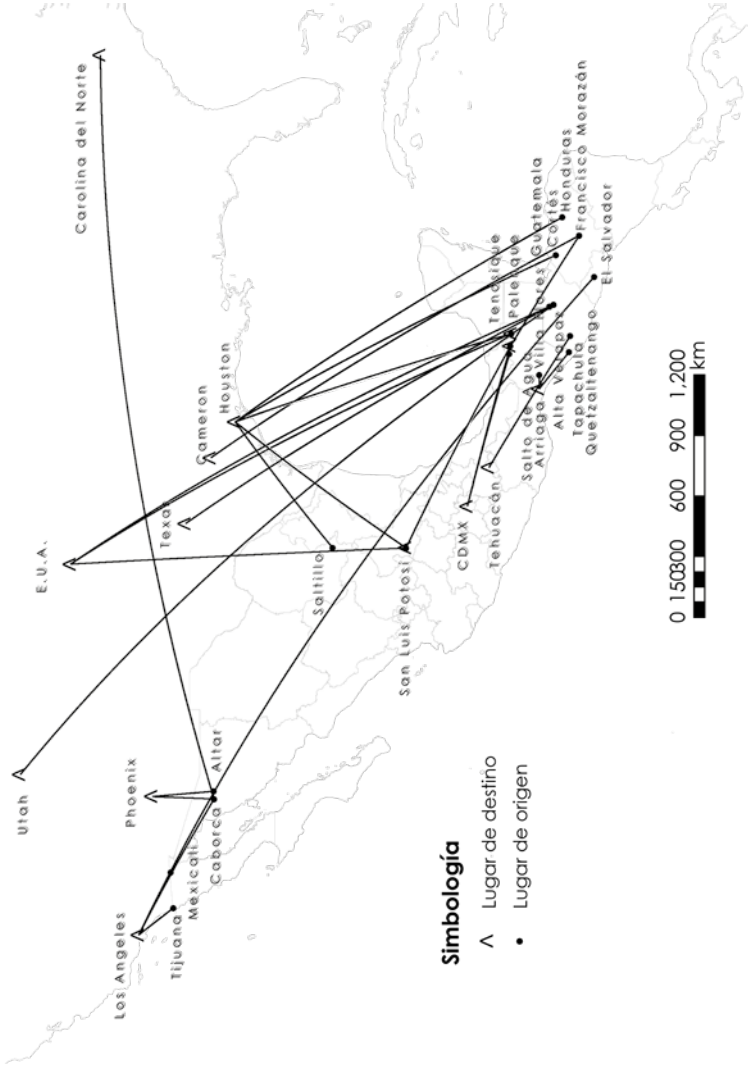 Utah
Phoenix
Los Angeles
Tijuana
Mexicali
Caborca
Altar
E.U.A.
Carolina del Norte
Texas
Cameron
Houston
Saltillo
San Luis Potosí
CDMX
Tehuacán
Salto de Agua
Arriaga
Villa Flores
Alta Verapaz
Tapachula
Quetzaltenango
Tenosique
Palenque
Guatemala
Cortés
Honduras
Francisco Morazán
El Salvador
Simbología
Lugar de destino
Lugar de origen
0 150300 600 900 1,200
km